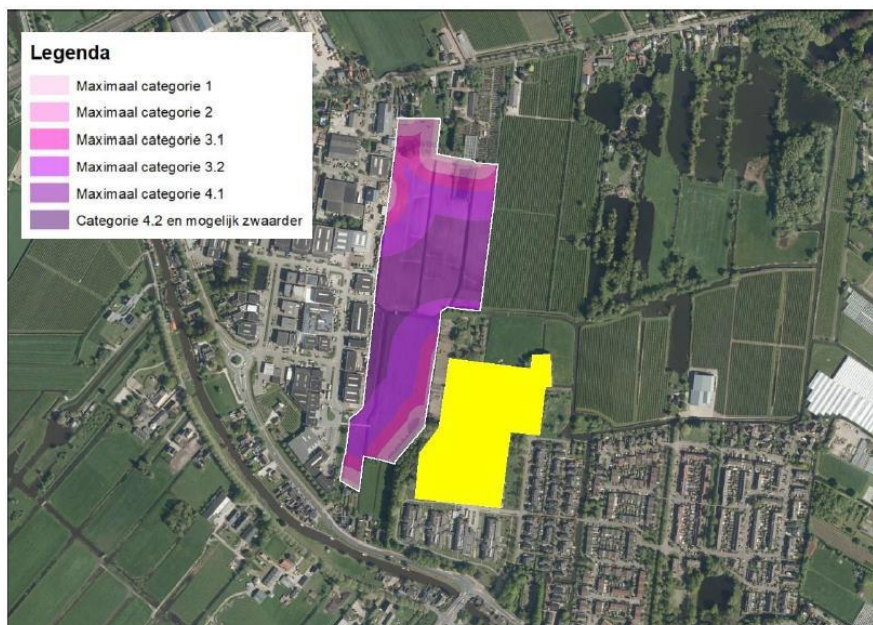 Legenda
Maximaal categorie 1
Maximaal categorie 2
Maximaal categorie 3.1
Maximaal categorie 3.2
Maximaal categorie 4.1
Categorie 4.2 en mogelijk zwaarder